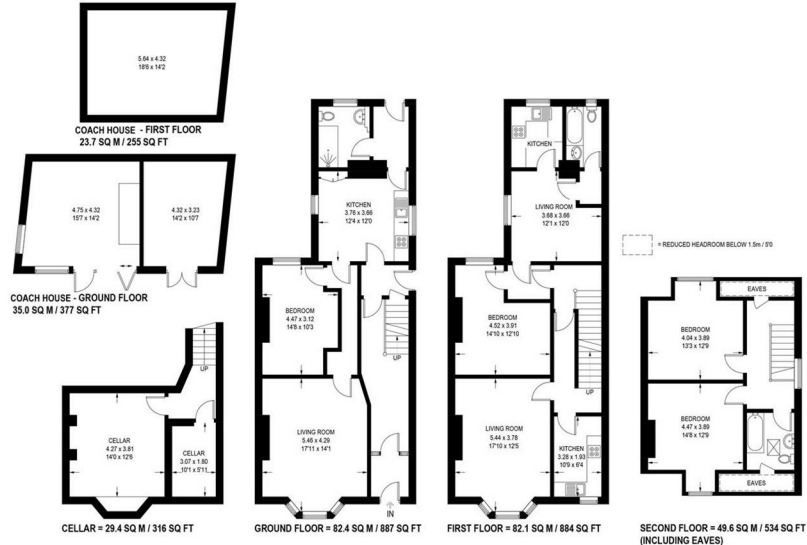 5.64 x 4.32
18'6 x 14'2
COACH HOUSE - FIRST FLOOR
23.7 SQ M / 255 SQ FT
4.75 x 4.32
15'7 x 14'2
4.32 x 3.23
14'2 x 10'7
COACH HOUSE - GROUND FLOOR
35.0 SQ M / 377 SQ FT
UP
CELLAR
4.27 x 3.81
14'0 x 12'6
CELLAR
3.07 x 1.80
10'1 x 5'11
CELLAR = 29.4 SQ M / 316 SQ FT
KITCHEN
3.76 x 3.66
12'4 x 12'0
BEDROOM
4.47 x 3.12
14'8 x 10'3
UP
LIVING ROOM
5.46 x 4.29
17'11 x 14'1
IN
GROUND FLOOR = 82.4 SQ M / 887 SQ FT
KITCHEN
LIVING ROOM
3.68 x 3.66
12'1 x 12'0
BEDROOM
4.52 x 3.91
14'10 x 12'10
UP
LIVING ROOM
5.44 x 3.78
17'10 x 12'5
KITCHEN
3.28 x 1.93
10'9 x 6'4
FIRST FLOOR = 82.1 SQ M / 884 SQ FT
= REDUCED HEADROOM BELOW 1.5m / 5'0
EAVES
BEDROOM
4.04 x 3.89
13'3 x 12'9
BEDROOM
4.47 x 3.89
14'8 x 12'9
EAVES
SECOND FLOOR = 49.6 SQ M / 534 SQ FT
(INCLUDING EAVES)